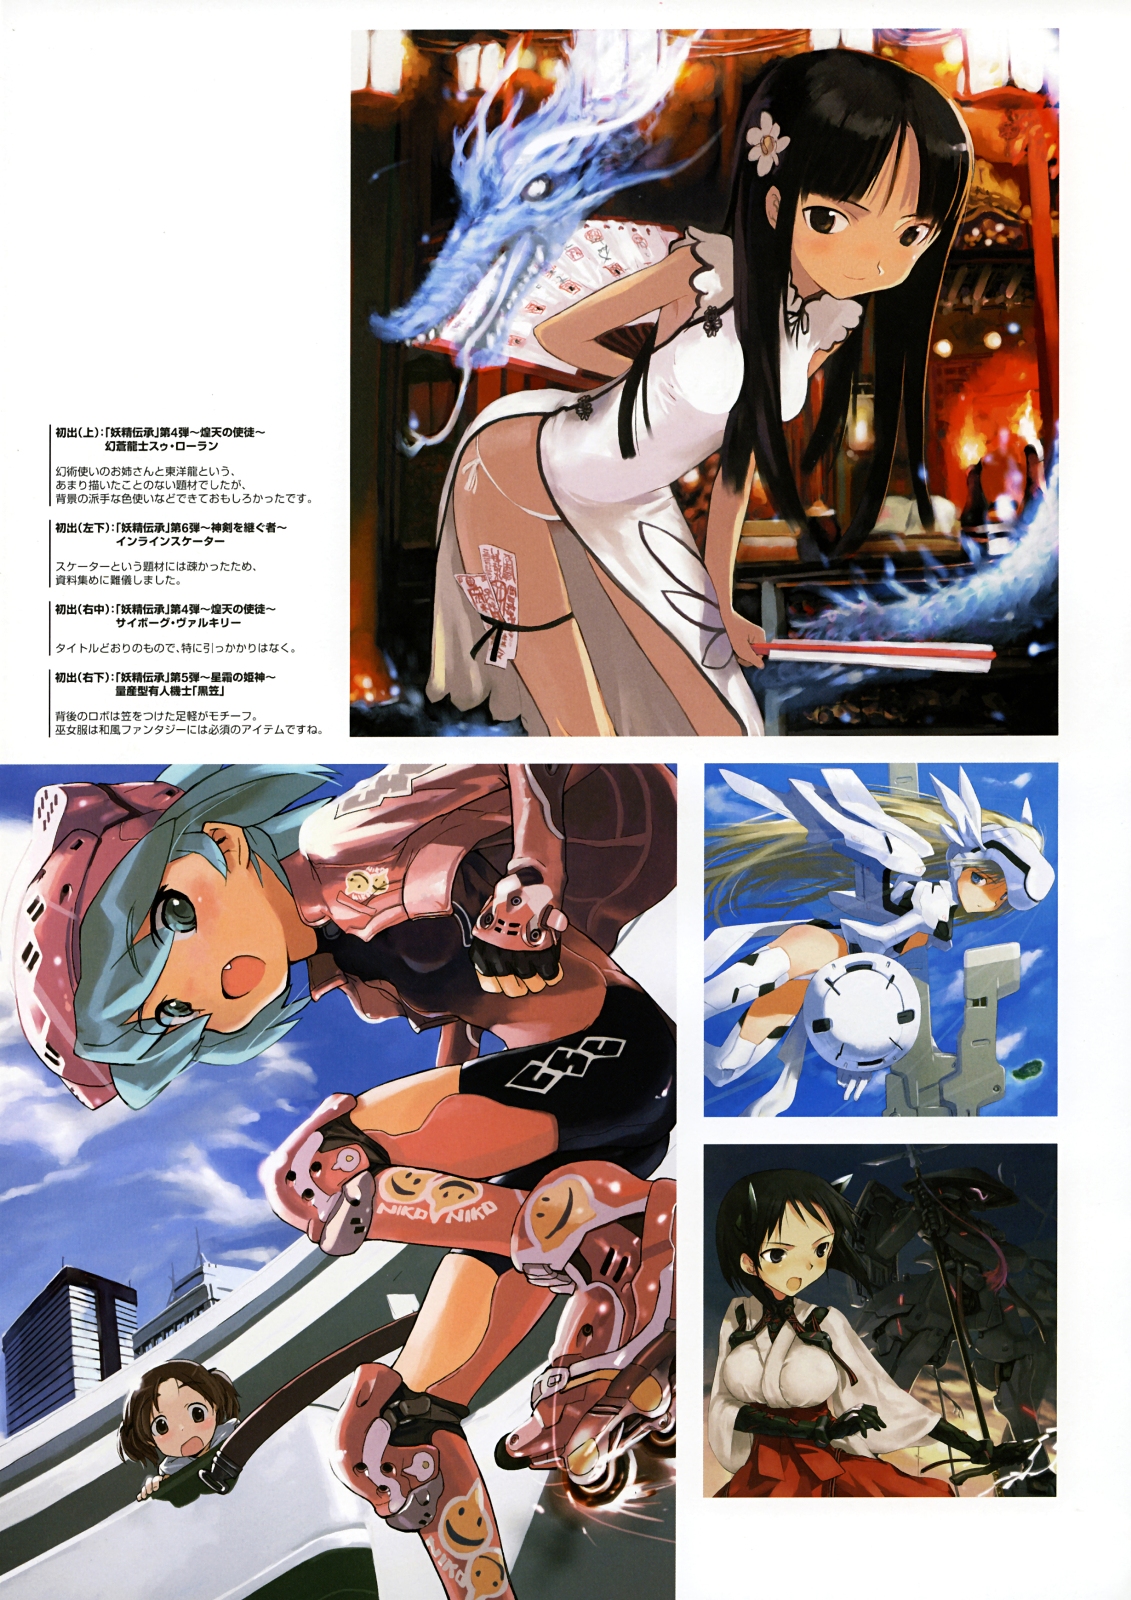 初出（上）：「妖精伝承」第4弾～煌天の使徒～
幻蒼龍士スゥ・ローラン
幻術使いのお姉さんと東洋龍という、
あまり描いたことのない題材でしたが、
背景の派手な色使いなどできておもしろかったです。
初出（左下）：「妖精伝承」第6弾～神剣を継ぐ者～
インラインスケーター
スケーターという題材には疎かったため、
資料集めに難儀しました。
初出（右中）：「妖精伝承」第4弾～煌天の使徒～
サイボーグ・ヴァルキリー
タイトルどおりのもので、特に引っかかりはなく。
初出（右下）：「妖精伝承」第5弾～星霜の姫神～
量産型有人機士「黒笠」
背後のロボは笠をつけた足軽がモチーフ。
巫女服は和風ファンタジーには必須のアイテムですね。
NIKO NIKO
NIKO